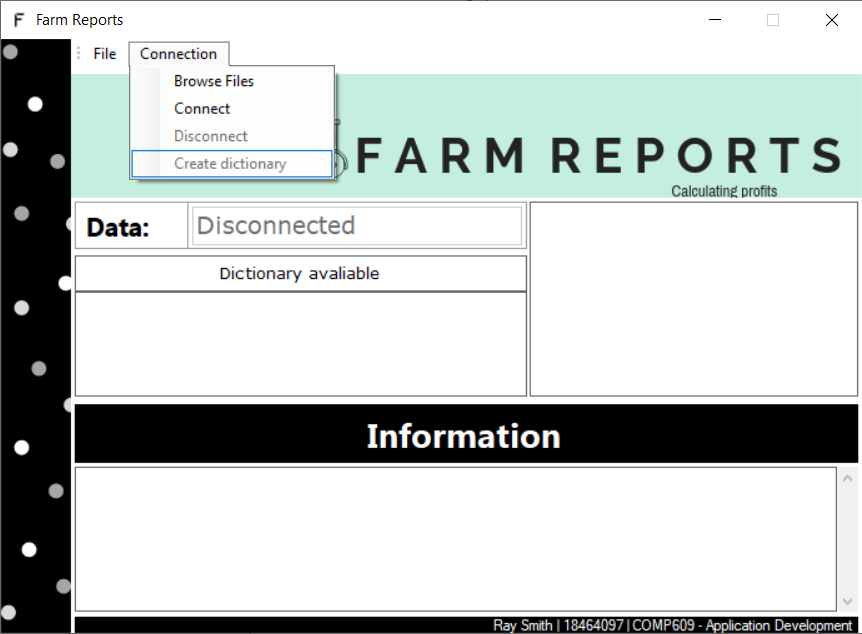 Farm Reports
File Connection
Browse Files
Connect
Disconnect
Create dictionary
FARM REPORTS
Calculating profits
Data: Disconnected
Dictionary avaliable
Information
Ray Smith | 18464097 | COMP609 - Application Development